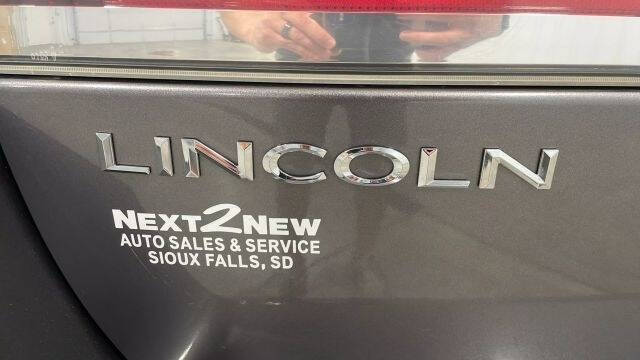 LINCOLN
NEXT2NEW
AUTO SALES & SERVICE
SIOUX FALLS, SD